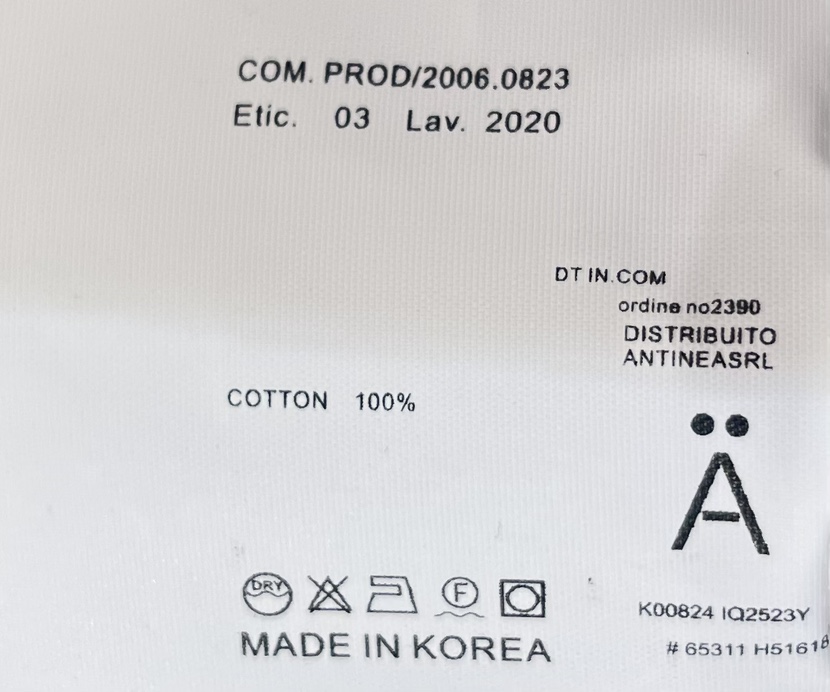 COM. PROD/2006.0823
Etic. 03 Lav. 2020
DT IN.COM
ordine no2390
DISTRIBUITO
ANTINEASRL
COTTON 100%
Ä
DRY
F
MADE IN KOREA
K00824 IQ2523Y
# 65311 H5161